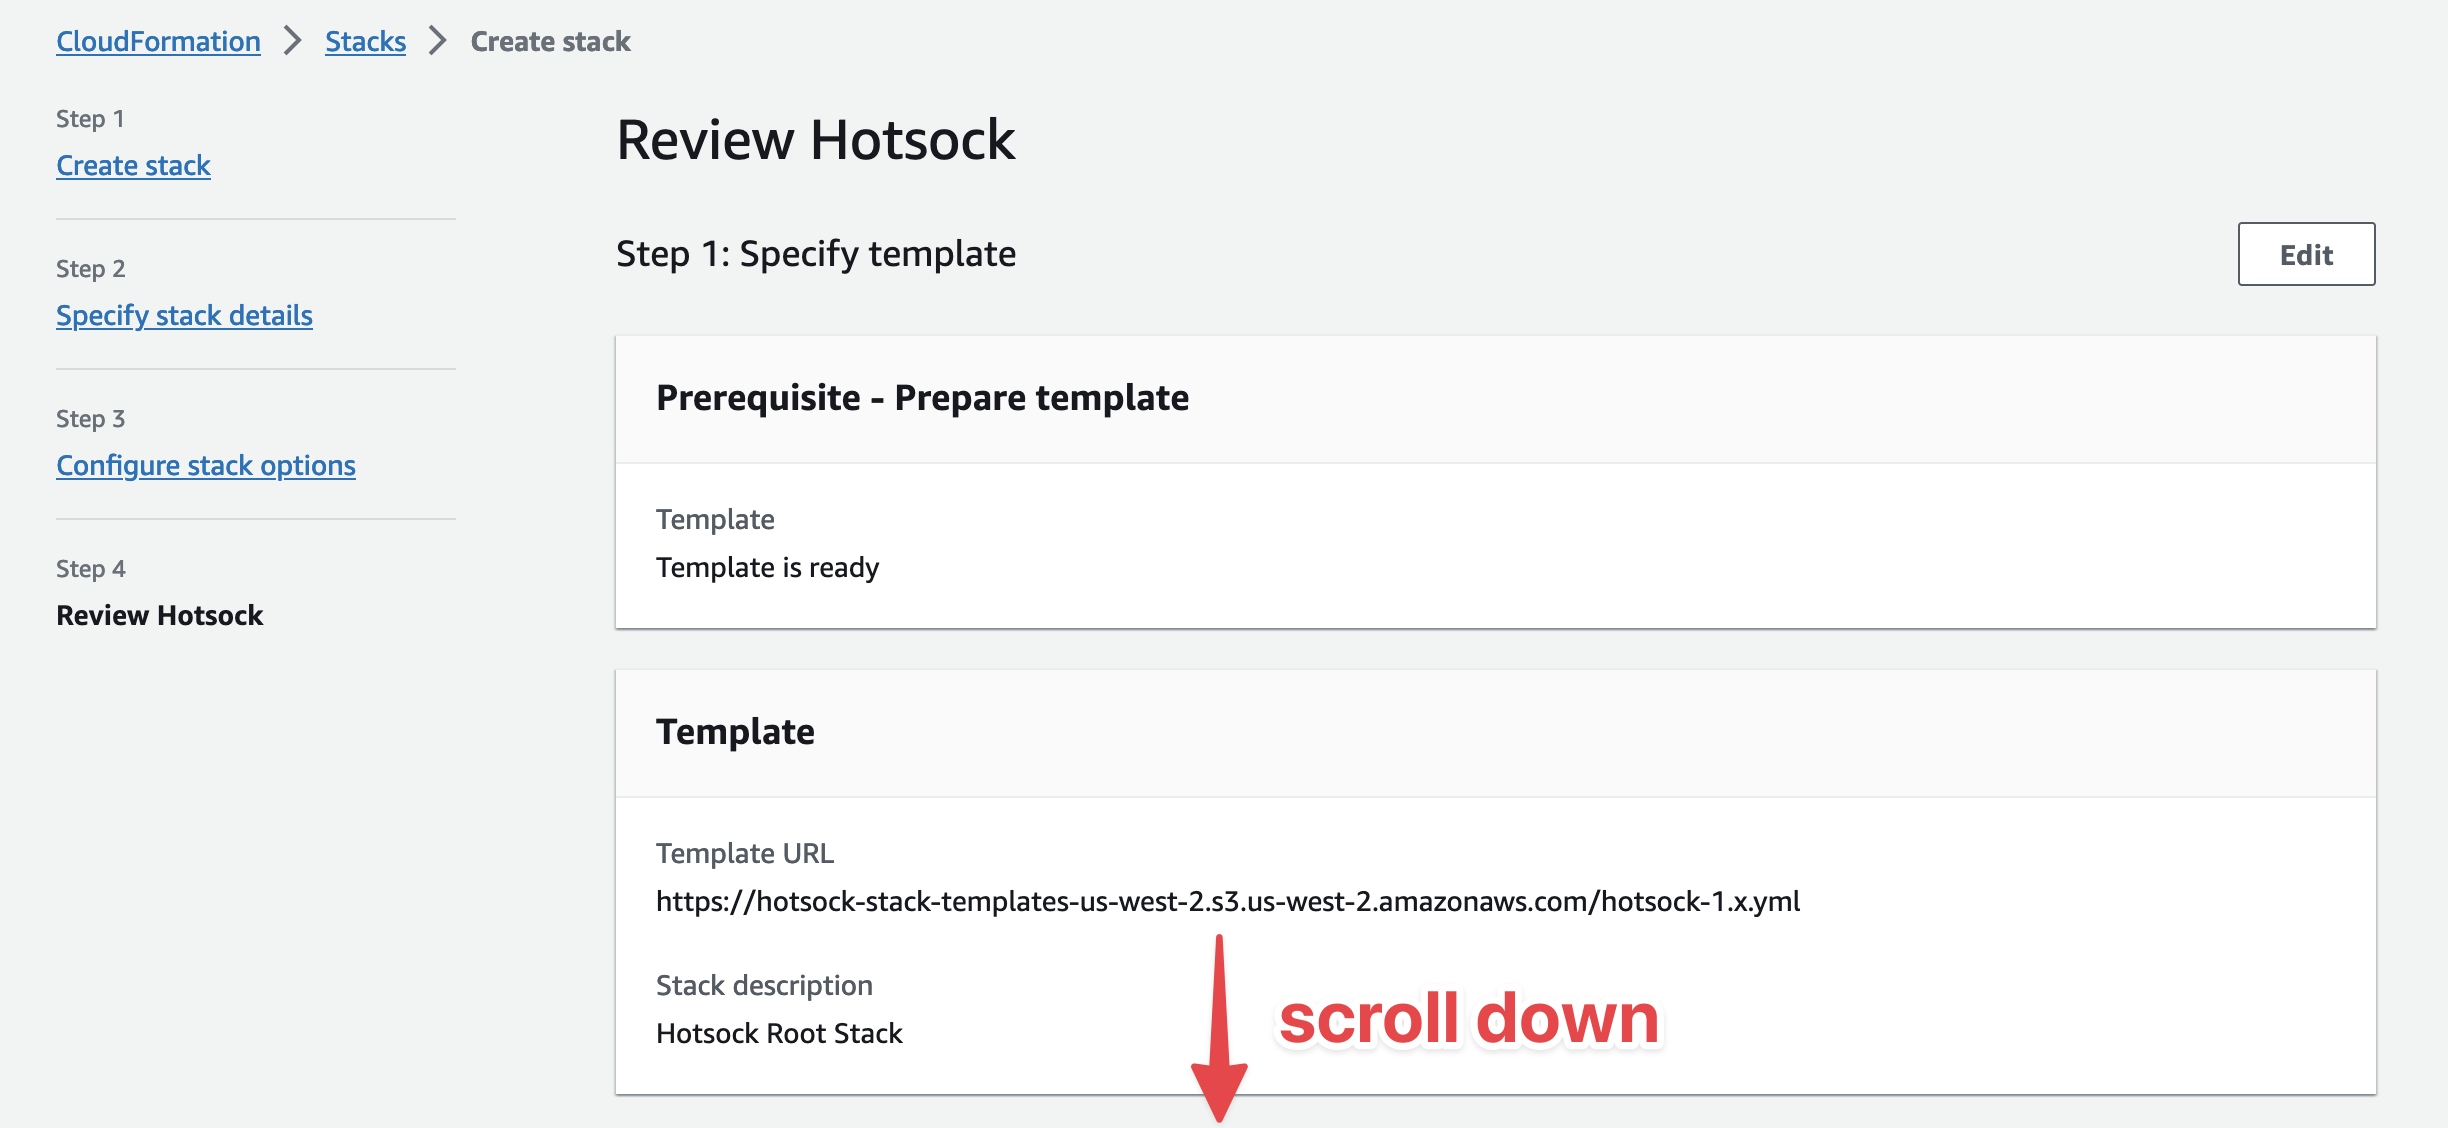 CloudFormation > Stacks > Create stack
Step 1
Create stack
Step 2
Specify stack details
Step 3
Configure stack options
Step 4
Review Hotsock
Review Hotsock
Step 1: Specify template
Edit
Prerequisite - Prepare template
Template
Template is ready
Template
Template URL
https://hotsock-stack-templates-us-west-2.s3.us-west-2.amazonaws.com/hotsock-1.x.yml
Stack description
Hotsock Root Stack
scroll down